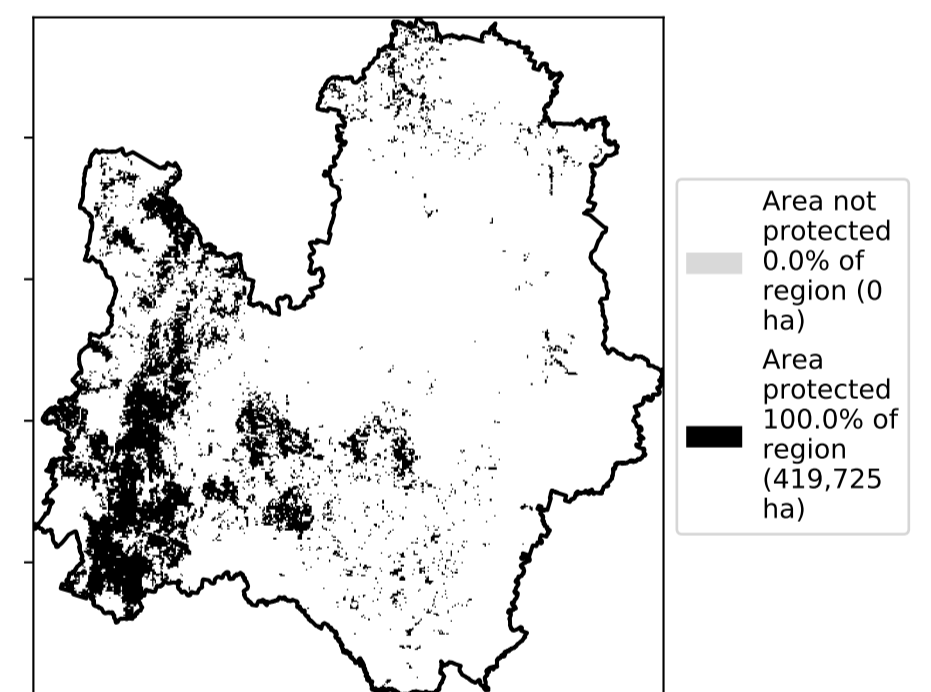 Area not
protected
0.0% of
region (0
ha)
Area
protected
100.0% of
region
(419,725
ha)